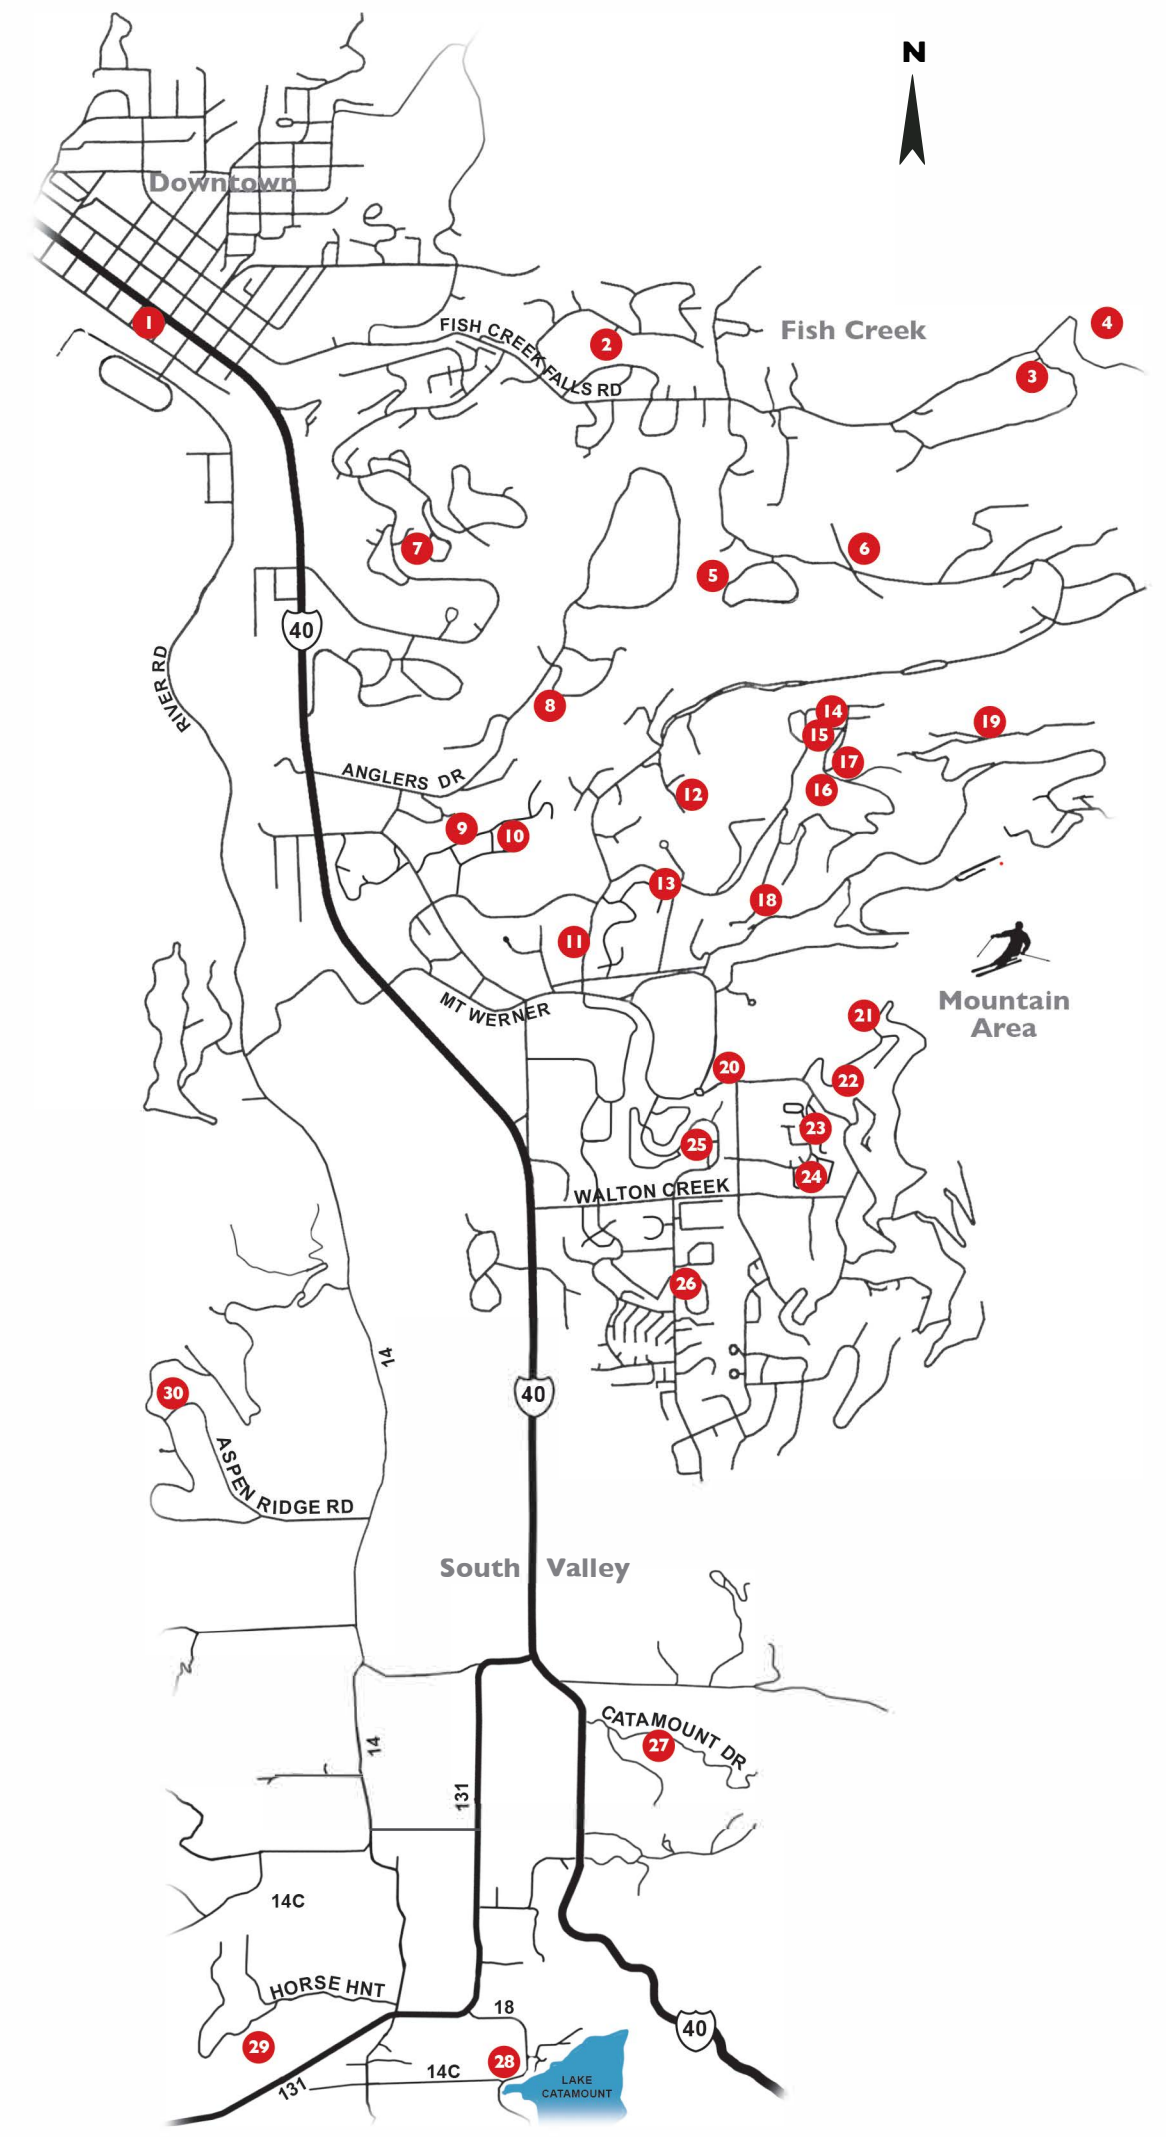 N
Downtown
1
FISH CREEK FALLS RD
2
Fish Creek
4
3
7
5
6
40
RIVER RD
8
14
15
19
17
16
ANGLERS DR
12
9
10
13
18
11
MT WERNER
Mountain
Area
21
20
22
23
25
24
WALTON CREEK
26
14
30
40
ASPEN RIDGE RD
South Valley
CATAMOUNT DR
27
14
131
14C
HORSE HNT
18
40
29
28
14C
131
LAKE
CATAMOUNT